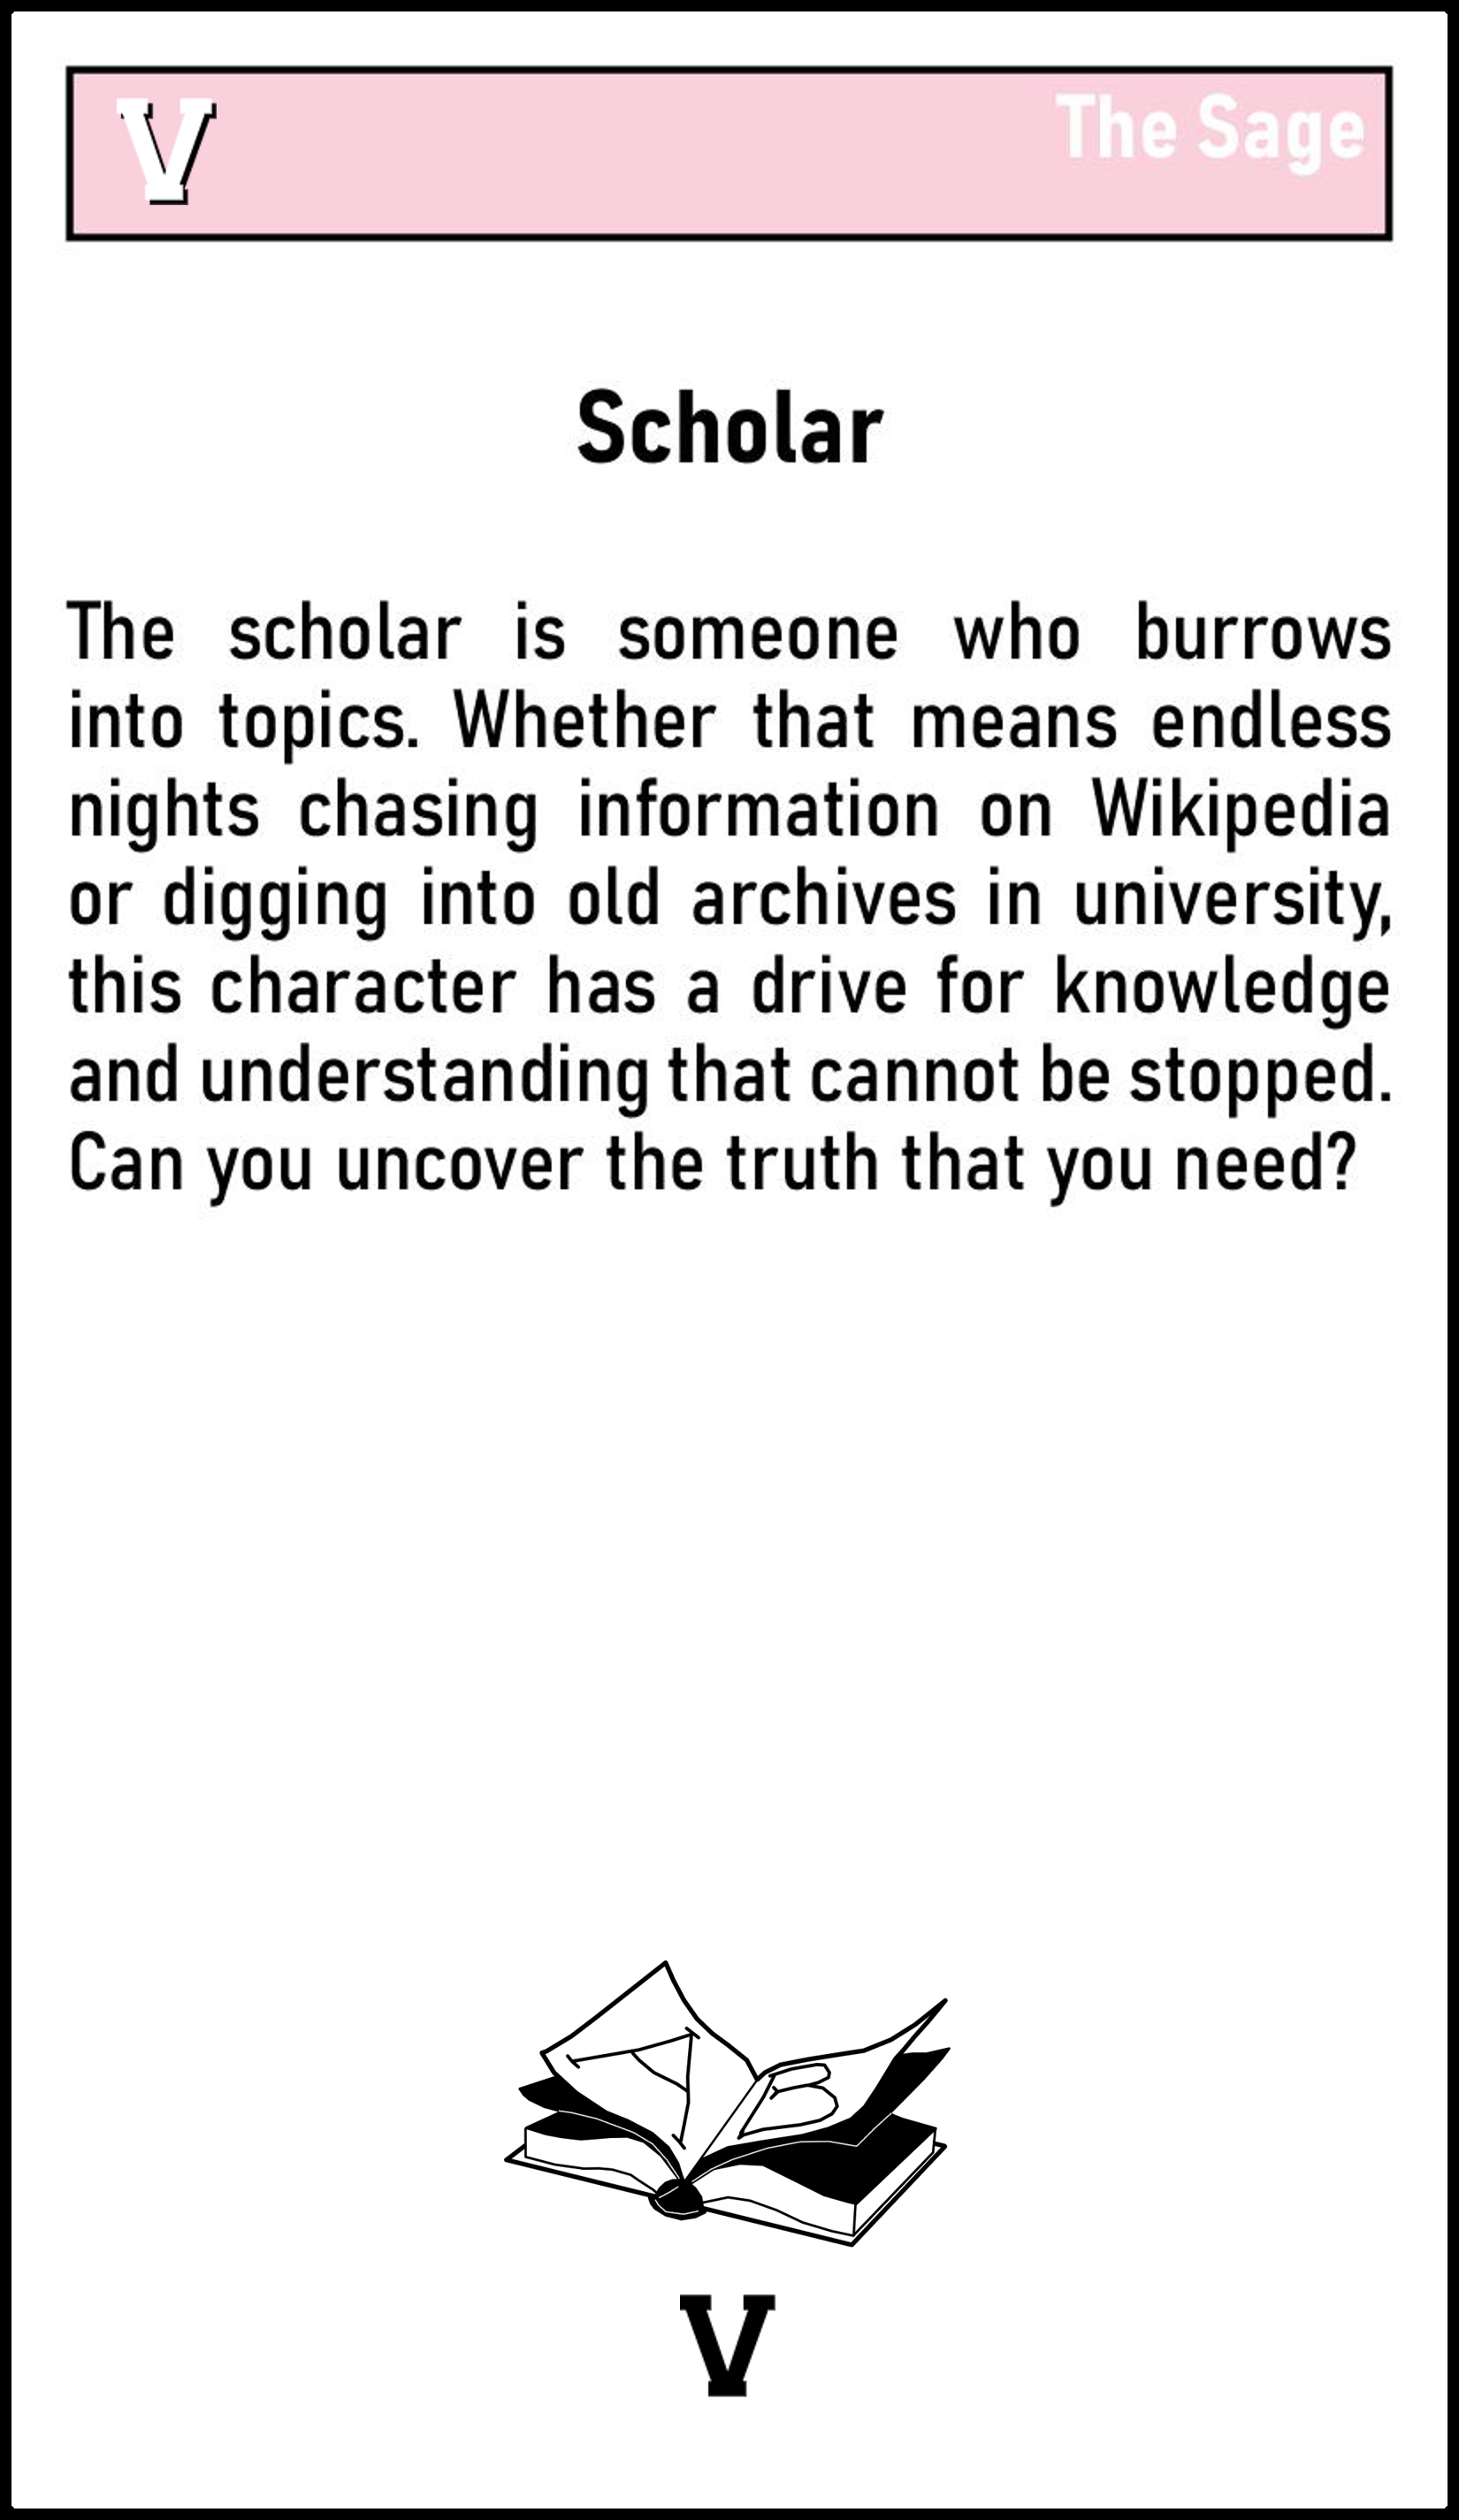 V
The Sage
Scholar
The scholar is someone who burrows
into topics. Whether that means endless
nights chasing information on Wikipedia
or digging into old archives in university,
this character has a drive for knowledge
and understanding that cannot be stopped.
Can you uncover the truth that you need?
A B
V